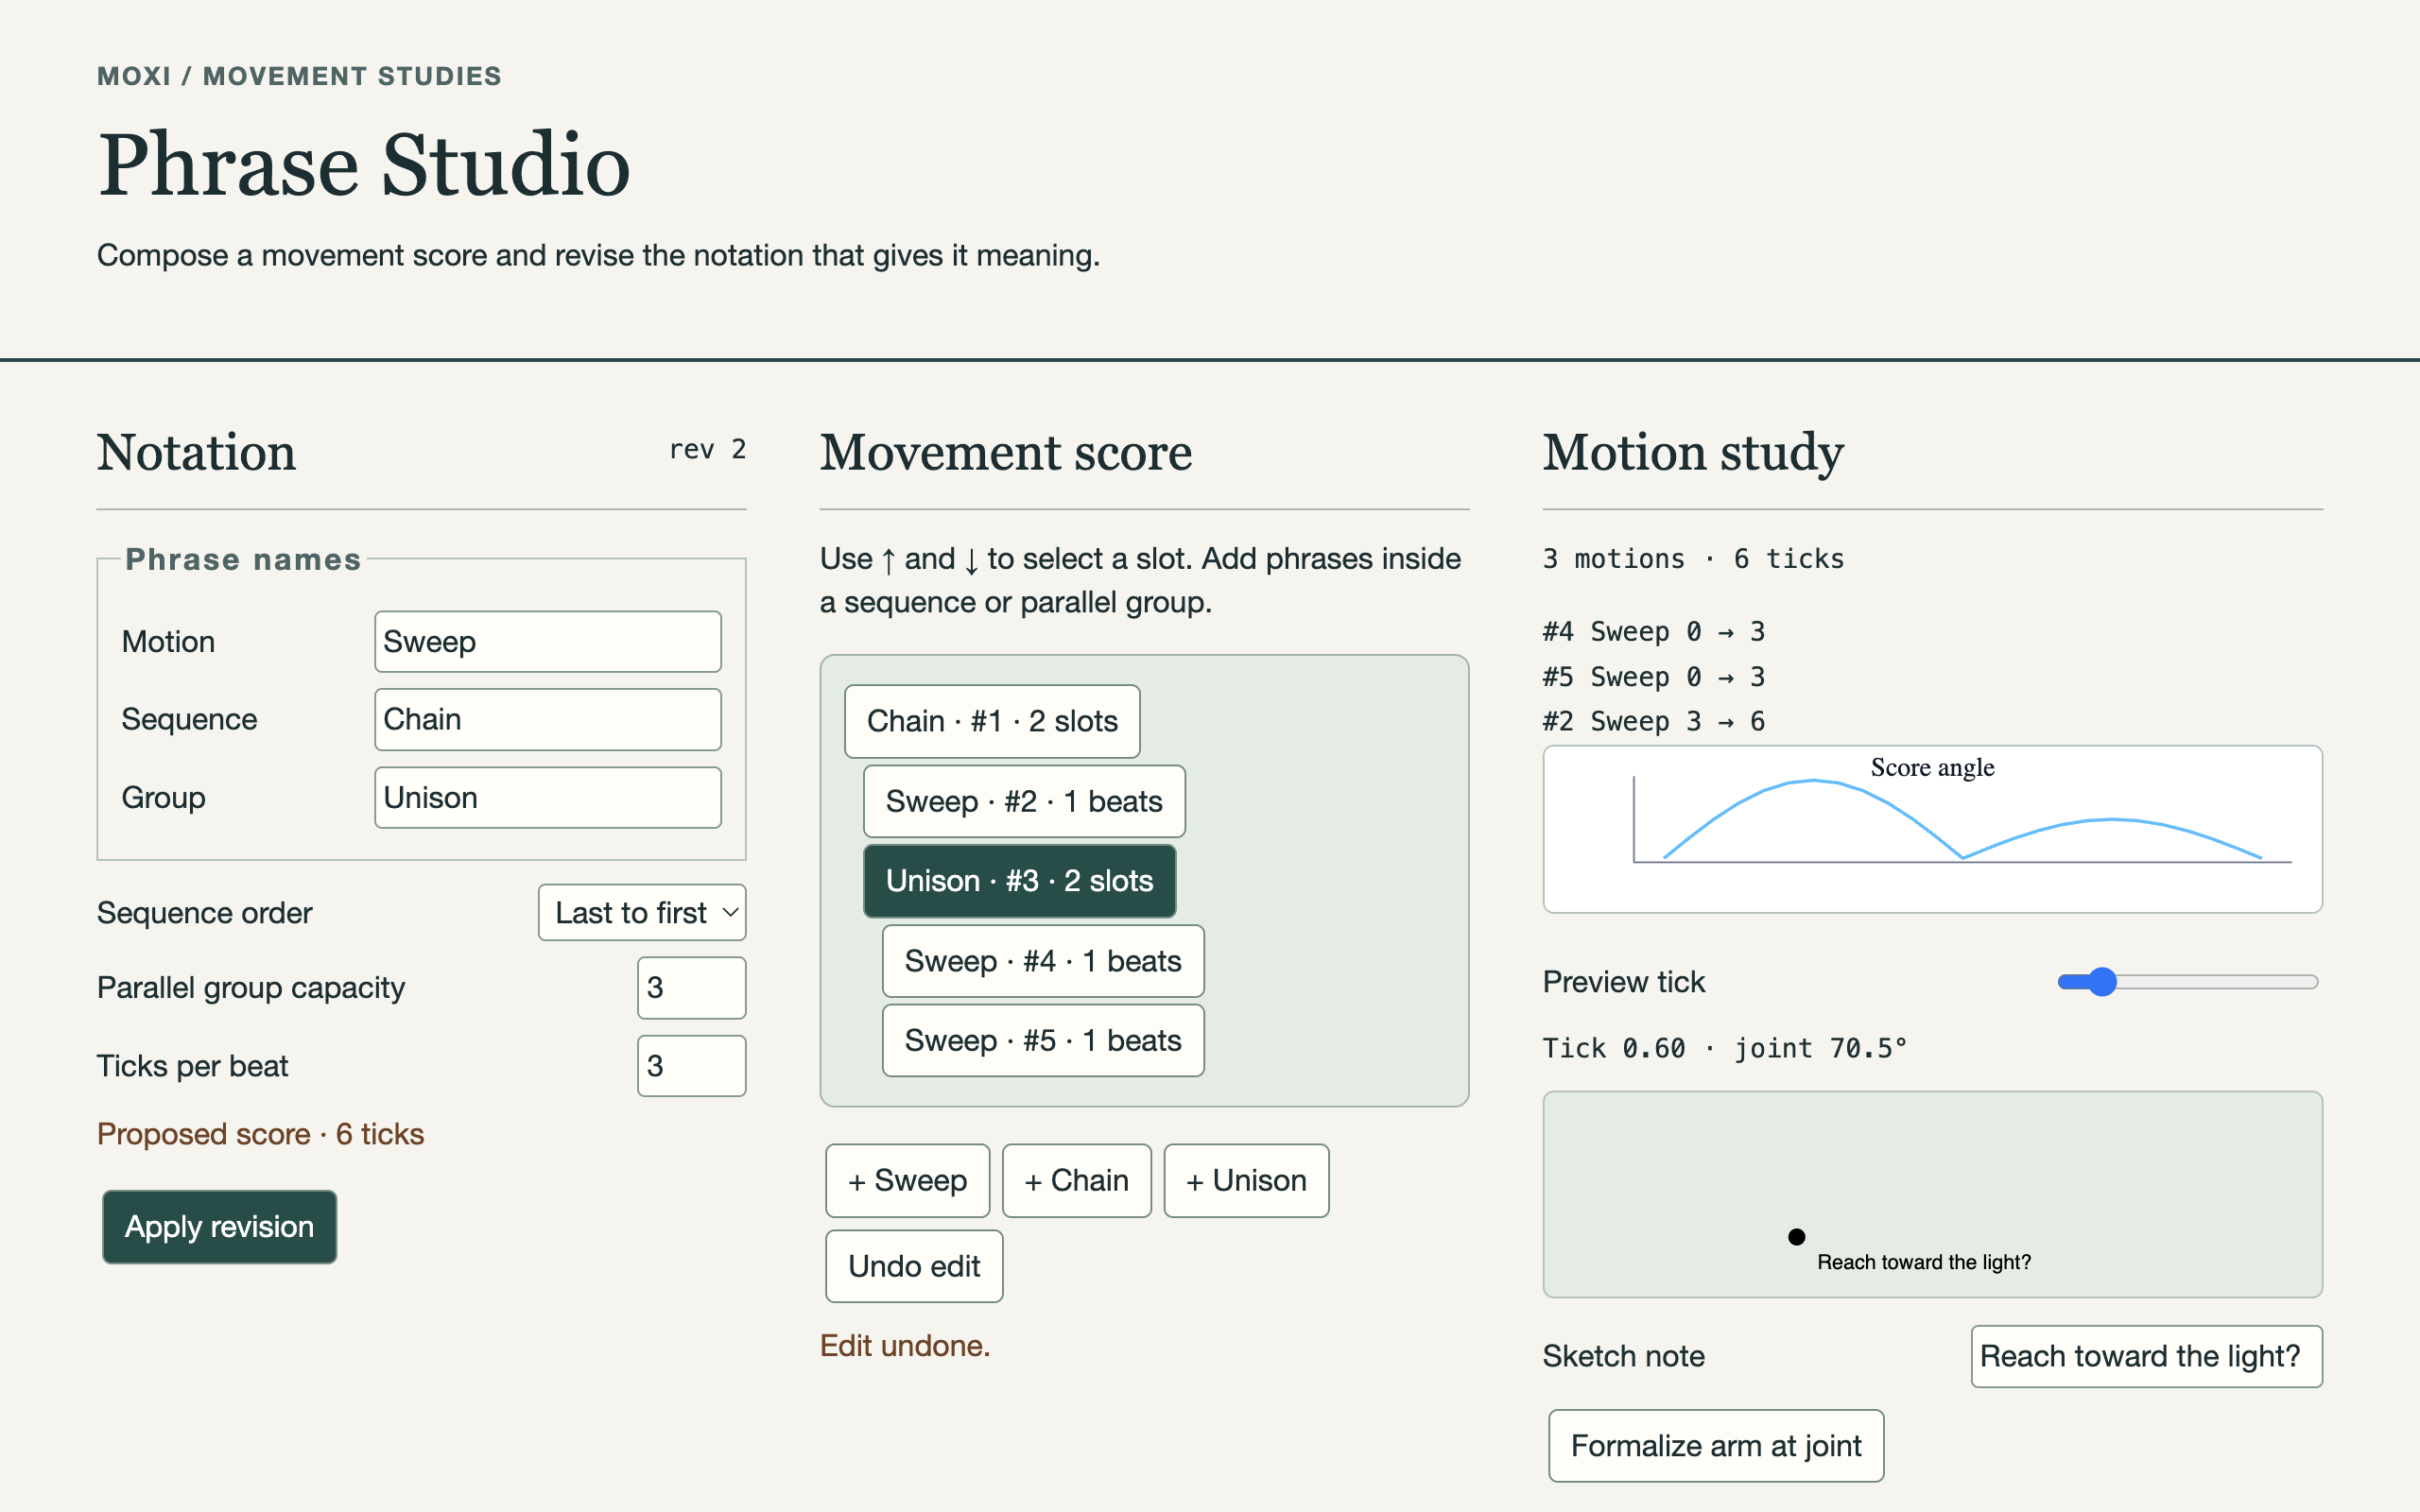 MOXI / MOVEMENT STUDIES
Phrase Studio
Compose a movement score and revise the notation that gives it meaning.
Notation
rev 2
Phrase names
Motion
Sweep
Sequence
Chain
Group
Unison
Sequence order
Last to first
Parallel group capacity
3
Ticks per beat
3
Proposed score · 6 ticks
Apply revision
Movement score
Use ↑ and ↓ to select a slot. Add phrases inside
a sequence or parallel group.
Chain · #1 · 2 slots
Sweep · #2 · 1 beats
Unison · #3 · 2 slots
Sweep · #4 · 1 beats
Sweep · #5 · 1 beats
+ Sweep
+ Chain
+ Unison
Undo edit
Edit undone.
Motion study
3 motions · 6 ticks
#4 Sweep 0 → 3
#5 Sweep 0 → 3
#2 Sweep 3 → 6
Score angle
Preview tick
Tick 0.60 · joint 70.5°
Reach toward the light?
Sketch note
Reach toward the light?
Formalize arm at joint